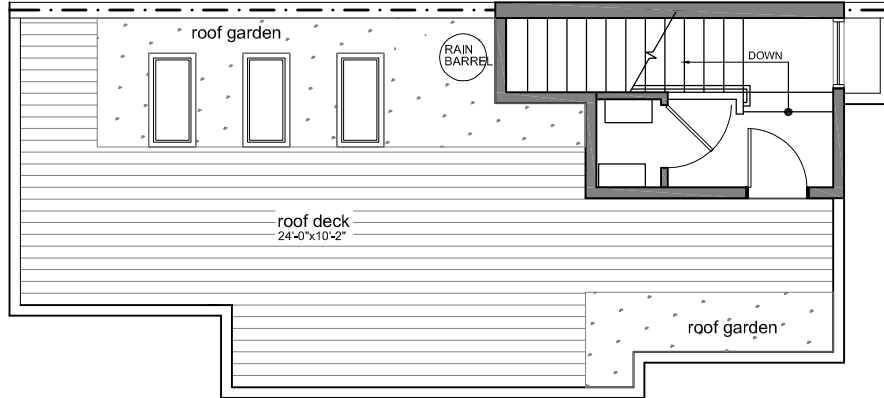 roof garden
RAIN
BARREL
DOWN
roof deck
24'-0"x10'-2"
roof garden